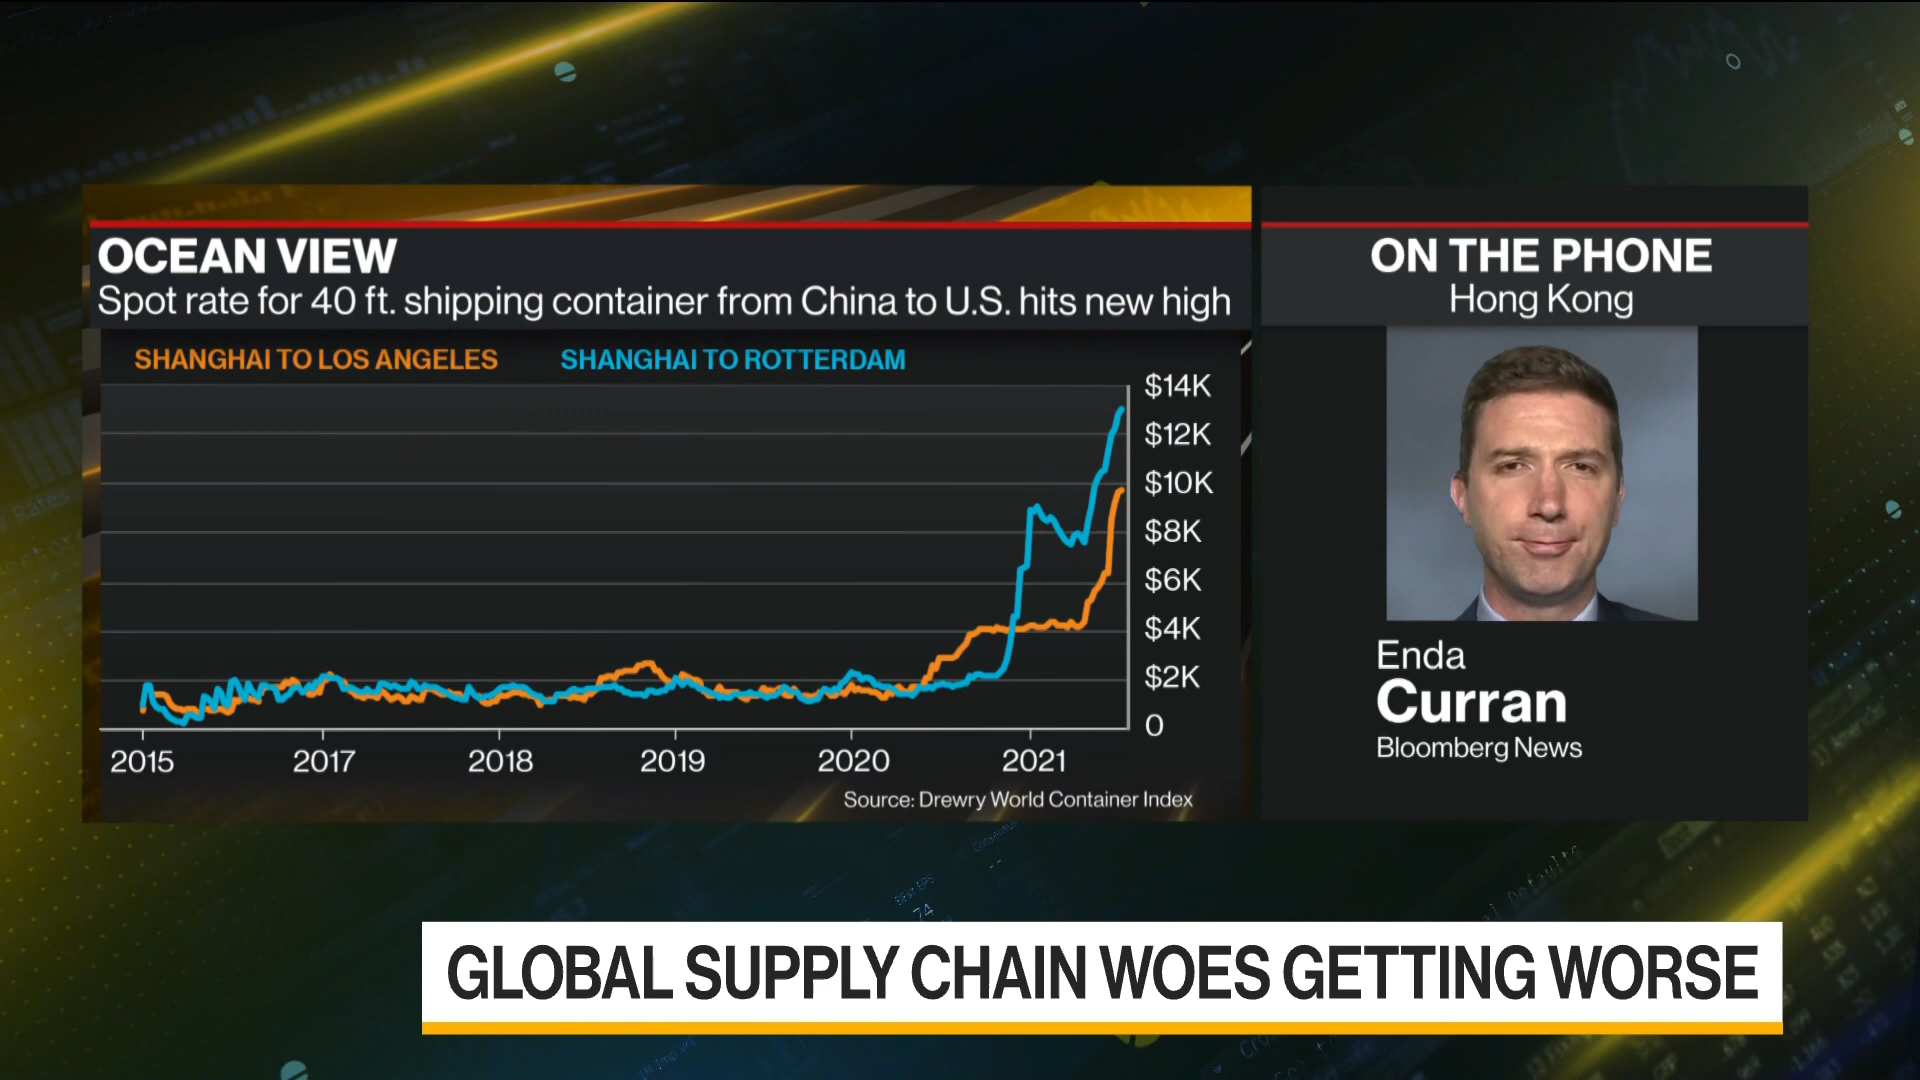 OCEAN VIEW
Spot rate for 40 ft. shipping container from China to U.S. hits new high
SHANGHAI TO LOS ANGELES
SHANGHAI TO ROTTERDAM
$14K
$12K
$10K
$8K
$6K
$4K
$2K
0
2015 2017 2018 2019 2020 2021
Source: Drewry World Container Index
ON THE PHONE
Hong Kong
Enda
Curran
Bloomberg News
74
GLOBAL SUPPLY CHAIN WOES GETTING WORSE